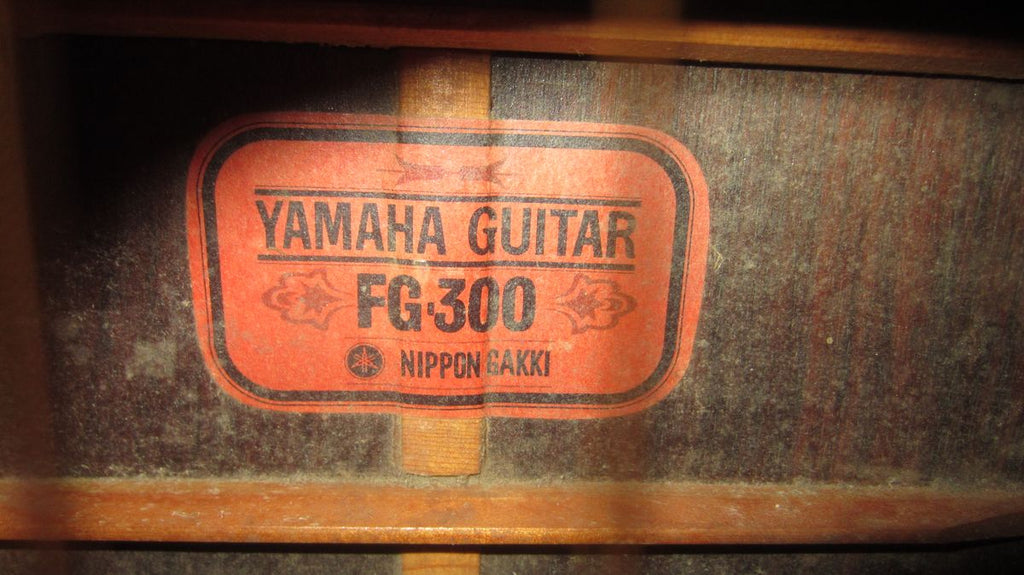 YAMAHA GUITAR
FG-300
NIPPON GAKKI